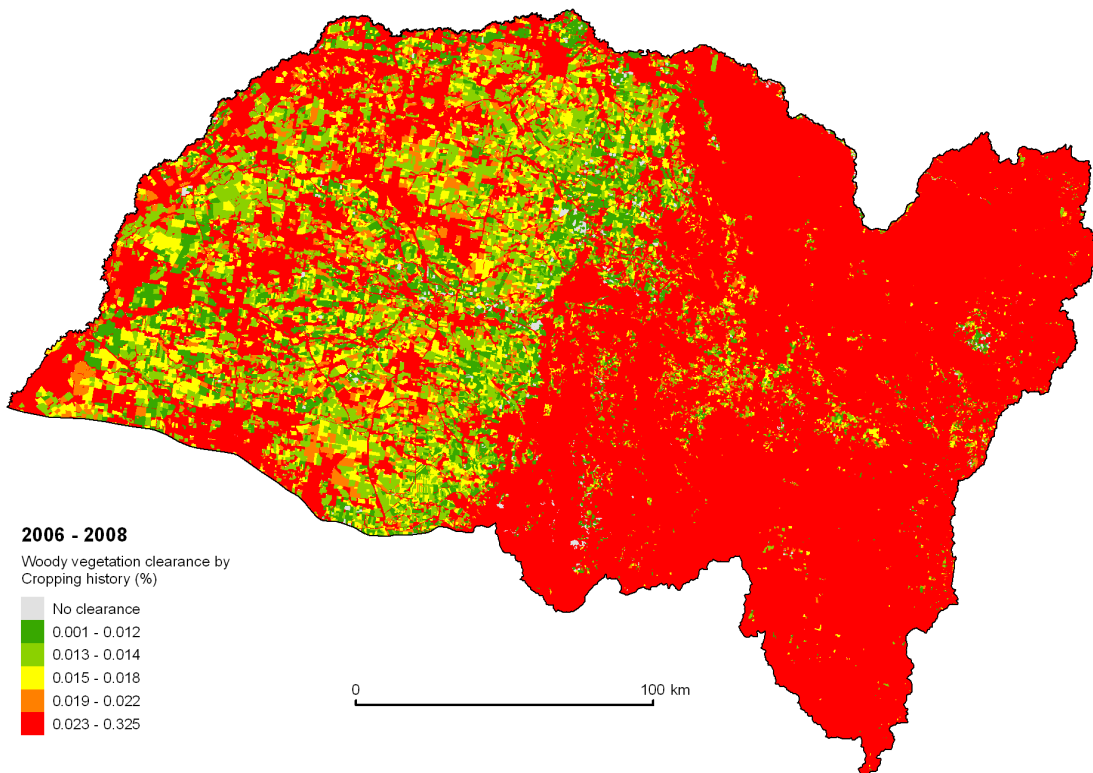 2006 - 2008
Woody vegetation clearance by
Cropping history (%)
No clearance
0.001 - 0.012
0.013 - 0.014
0.015 - 0.018
0.019 - 0.022
0.023 - 0.325
0 100 km